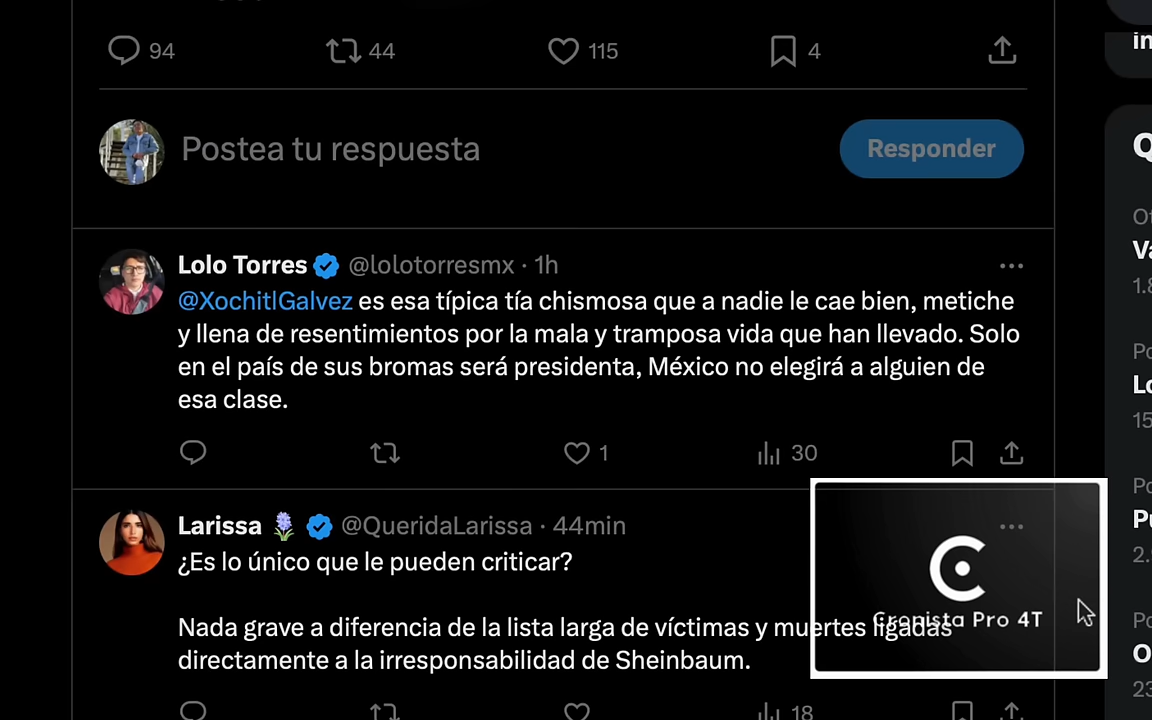 94 44 115 4
Postea tu respuesta
Responder
Lolo Torres @lolotorresmx · 1h
@XochitlGalvez es esa típica tía chismosa que a nadie le cae bien, metiche
y llena de resentimientos por la mala y tramposa vida que han llevado. Solo
en el país de sus bromas será presidenta, México no elegirá a alguien de
esa clase.
1 30
Larissa @QueridaLarissa · 44min
¿Es lo único que le pueden criticar?
Nada grave a diferencia de la lista larga de víctimas y muertes ligadas
directamente a la irresponsabilidad de Sheinbaum.
18
Cronista Pro 4T